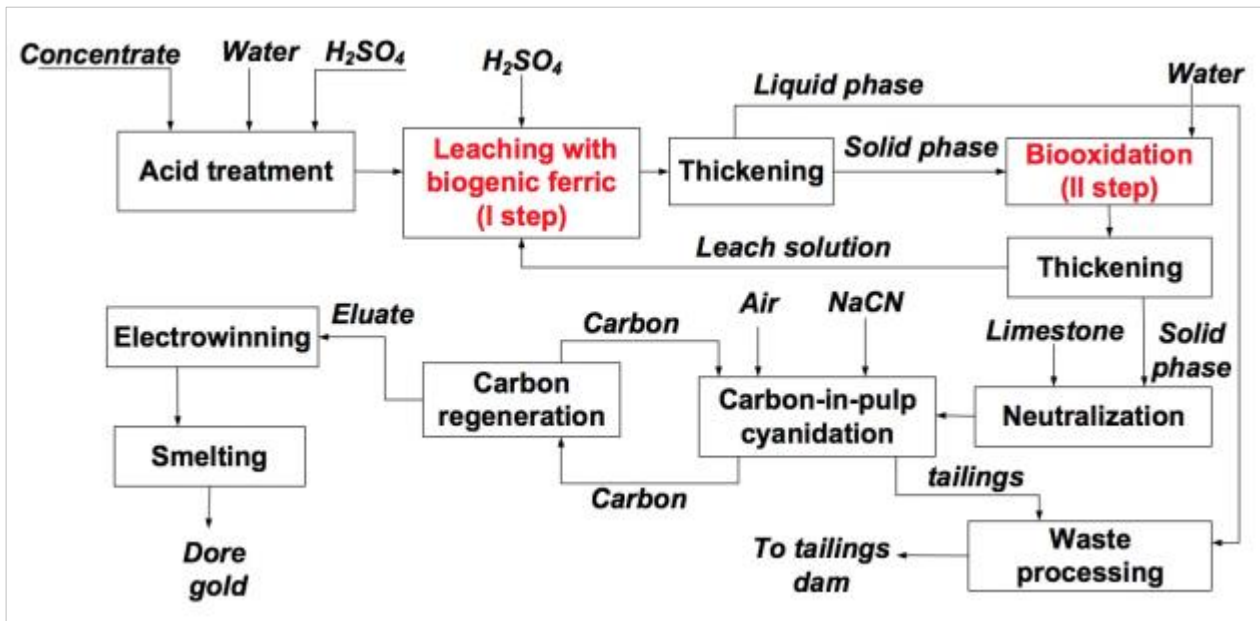 Concentrate
Water
H₂SO₄
H₂SO₄
Liquid phase
Water
Acid treatment
Leaching with
biogenic ferric
(I step)
Thickening
Solid phase
Biooxidation
(II step)
Leach solution
Thickening
Electrowinning
Eluate
Carbon
Air
NaCN
Limestone
Solid
phase
Carbon
regeneration
Carbon-in-pulp
cyanidation
Neutralization
Smelting
Carbon
tailings
Dore
gold
To tailings
dam
Waste
processing